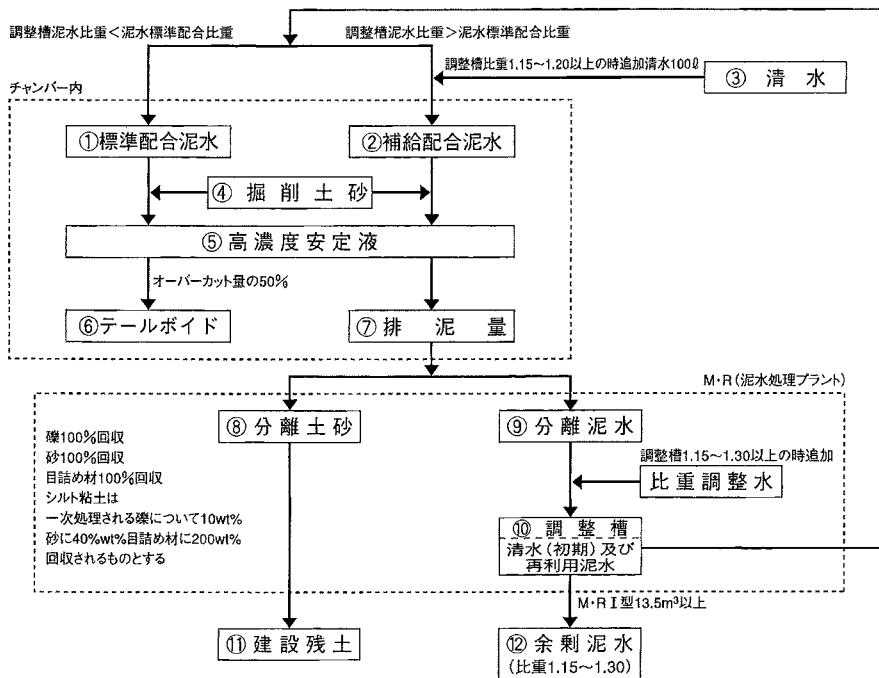 調整槽泥水比重＜泥水標準配合比重
調整槽泥水比重＞泥水標準配合比重
調整槽比重1.15～1.20以上の時追加清水100ℓ
③ 清 水
チャンバー内
①標準配合泥水
②補給配合泥水
④ 掘 削 土 砂
⑤ 高 濃 度 安 定 液
オーバーカット量の50%
⑥テールボイド
⑦ 排 泥 量
M・R（泥水処理プラント）
⑧ 分 離 土 砂
⑨ 分 離 泥 水
礫100%回収
砂100%回収
目詰め材100%回収
シルト粘土は
一次処理される礫について10wt%
砂に40%wt%目詰め材に200wt%
回収されるものとする
調整槽1.15～1.30以上の時追加
比 重 調 整 水
⑩ 調 整 槽
清水（初期）及び
再利用泥水
M・R Ⅰ型13.5m³以上
⑪ 建 設 残 土
⑫ 余 剰 泥 水
（比重1.15～1.30）